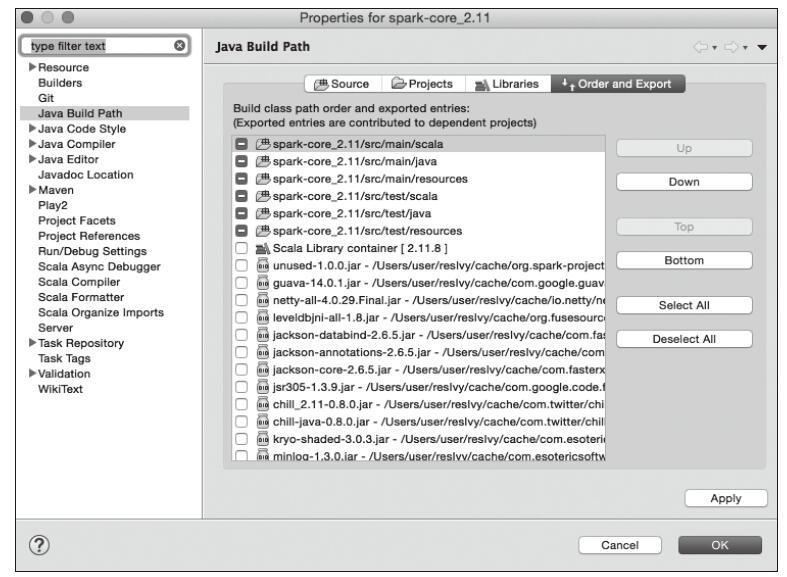 Properties for spark-core_2.11
type filter text
Resource
Builders
Git
Java Build Path
Java Code Style
Java Compiler
Java Editor
Javadoc Location
Maven
Play2
Project Facets
Project References
Run/Debug Settings
Scala Async Debugger
Scala Compiler
Scala Formatter
Scala Organize Imports
Server
Task Repository
Task Tags
Validation
WikiText
Java Build Path
Source Projects Libraries Order and Export
Build class path order and exported entries:
(Exported entries are contributed to dependent projects)
spark-core_2.11/src/main/scala
spark-core_2.11/src/main/java
spark-core_2.11/src/main/resources
spark-core_2.11/src/test/scala
spark-core_2.11/src/test/java
spark-core_2.11/src/test/resources
Scala Library container [ 2.11.8 ]
unused-1.0.0.jar - /Users/user/reslvy/cache/org.spark-project
guava-14.0.1.jar - /Users/user/reslvy/cache/com.google.guav
netty-all-4.0.29.Final.jar - /Users/user/reslvy/cache/io.netty/ne
leveldbjni-all-1.8.jar - /Users/user/reslvy/cache/org.fusesourc
jackson-databind-2.6.5.jar - /Users/user/reslvy/cache/com.fas
jackson-annotations-2.6.5.jar - /Users/user/reslvy/cache/com
jackson-core-2.6.5.jar - /Users/user/reslvy/cache/com.fasterx
jsr305-1.3.9.jar - /Users/user/reslvy/cache/com.google.code.f
chill_2.11-0.8.0.jar - /Users/user/reslvy/cache/com.twitter/chi
chill-java-0.8.0.jar - /Users/user/reslvy/cache/com.twitter/chill
kryo-shaded-3.0.3.jar - /Users/user/reslvy/cache/com.esoteri
minlog-1.3.0.jar - /Users/user/reslvy/cache/com.esotericsoftw
Up
Down
Top
Bottom
Select All
Deselect All
Apply
?
Cancel
OK